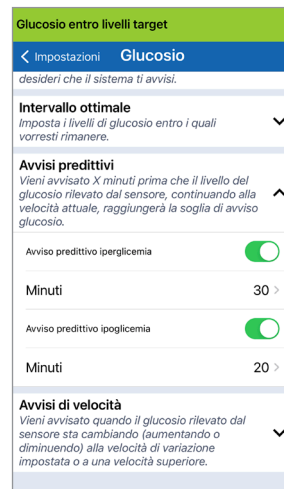 Glucosio entro livelli target
Impostazioni Glucosio
desideri che il sistema ti avvisi.
Intervallo ottimale
Imposta i livelli di glucosio entro i quali
vorresti rimanere.
Avvisi predittivi
Vieni avvisato X minuti prima che il livello del
glucosio rilevato dal sensore, continuando alla
velocità attuale, raggiungerà la soglia di avviso
glucosio.
Avviso predittivo iperglicemia
Minuti 30
Avviso predittivo ipoglicemia
Minuti 20
Avvisi di velocità
Vieni avvisato quando il glucosio rilevato dal
sensore sta cambiando (aumentando o
diminuendo) alla velocità di variazione
impostata o a una velocità superiore.